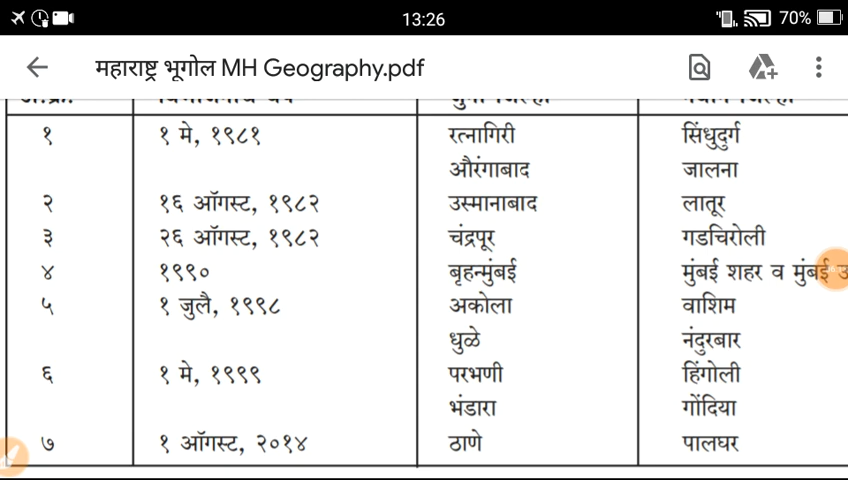 13:26
70%
महाराष्ट्र भूगोल MH Geography.pdf
१ १ मे, १९८१ रत्नागिरी सिंधुदुर्ग
औरंगाबाद जालना
२ १६ ऑगस्ट, १९८२ उस्मानाबाद लातूर
३ २६ ऑगस्ट, १९८२ चंद्रपूर गडचिरोली
४ १९९० बृहन्मुंबई मुंबई शहर व मुंबई
५ १ जुलै, १९९८ अकोला वाशिम
धुळे नंदुरबार
६ १ मे, १९९९ परभणी हिंगोली
भंडारा गोंदिया
७ १ ऑगस्ट, २०१४ ठाणे पालघर